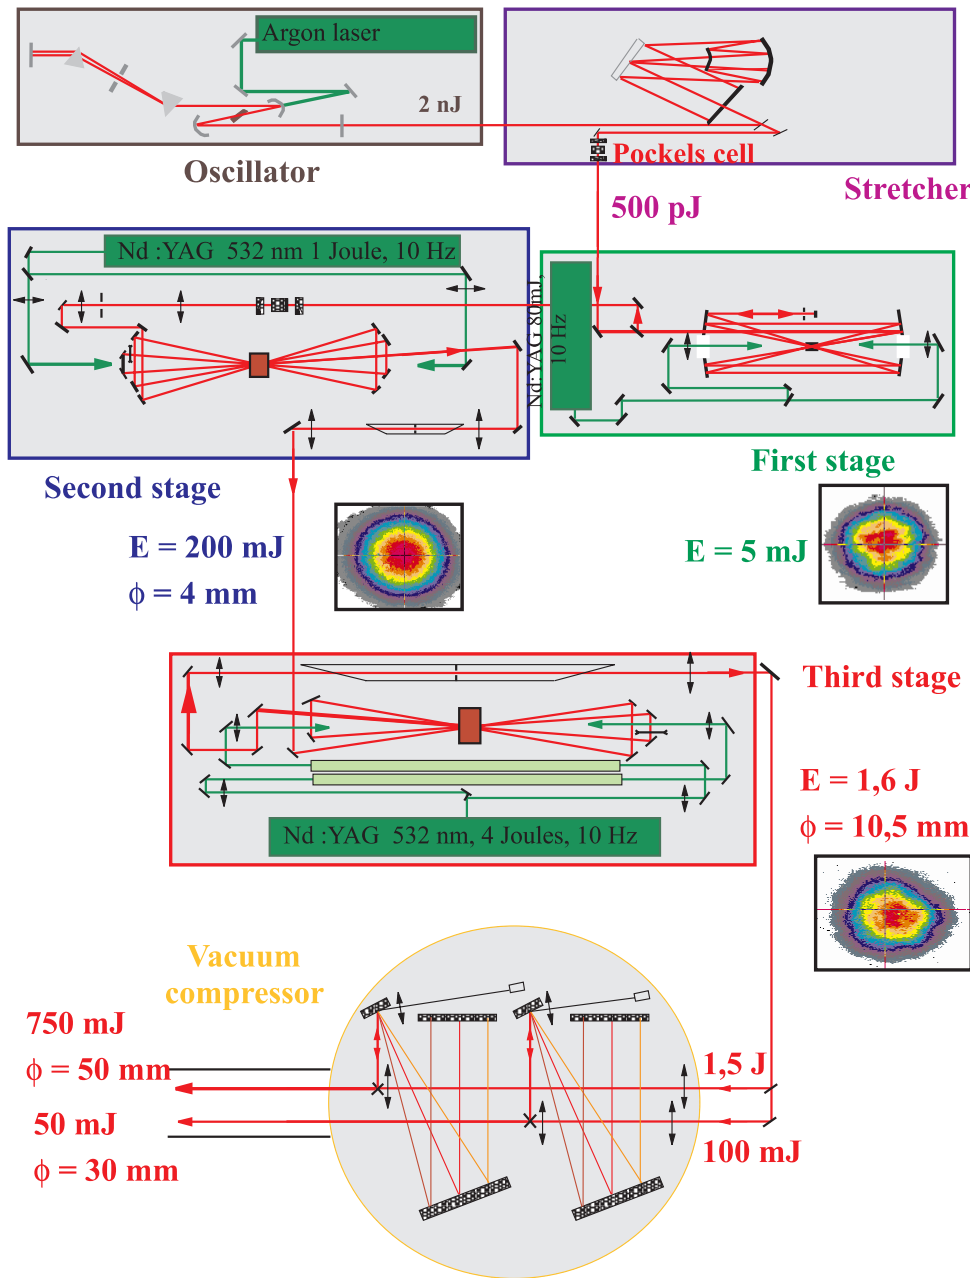 Argon laser
2 nJ
Oscillator
Pockels cell
Stretcher
500 pJ
Nd :YAG  532 nm 1 Joule, 10 Hz
Nd:YAG 80mJ,
10 Hz
First stage
Second stage
E = 200 mJ
ϕ = 4 mm
E = 5 mJ
Third stage
E = 1,6 J
ϕ = 10,5 mm
Nd :YAG  532 nm, 4 Joules, 10 Hz
Vacuum
compressor
750 mJ
ϕ = 50 mm
50 mJ
ϕ = 30 mm
1,5 J
100 mJ